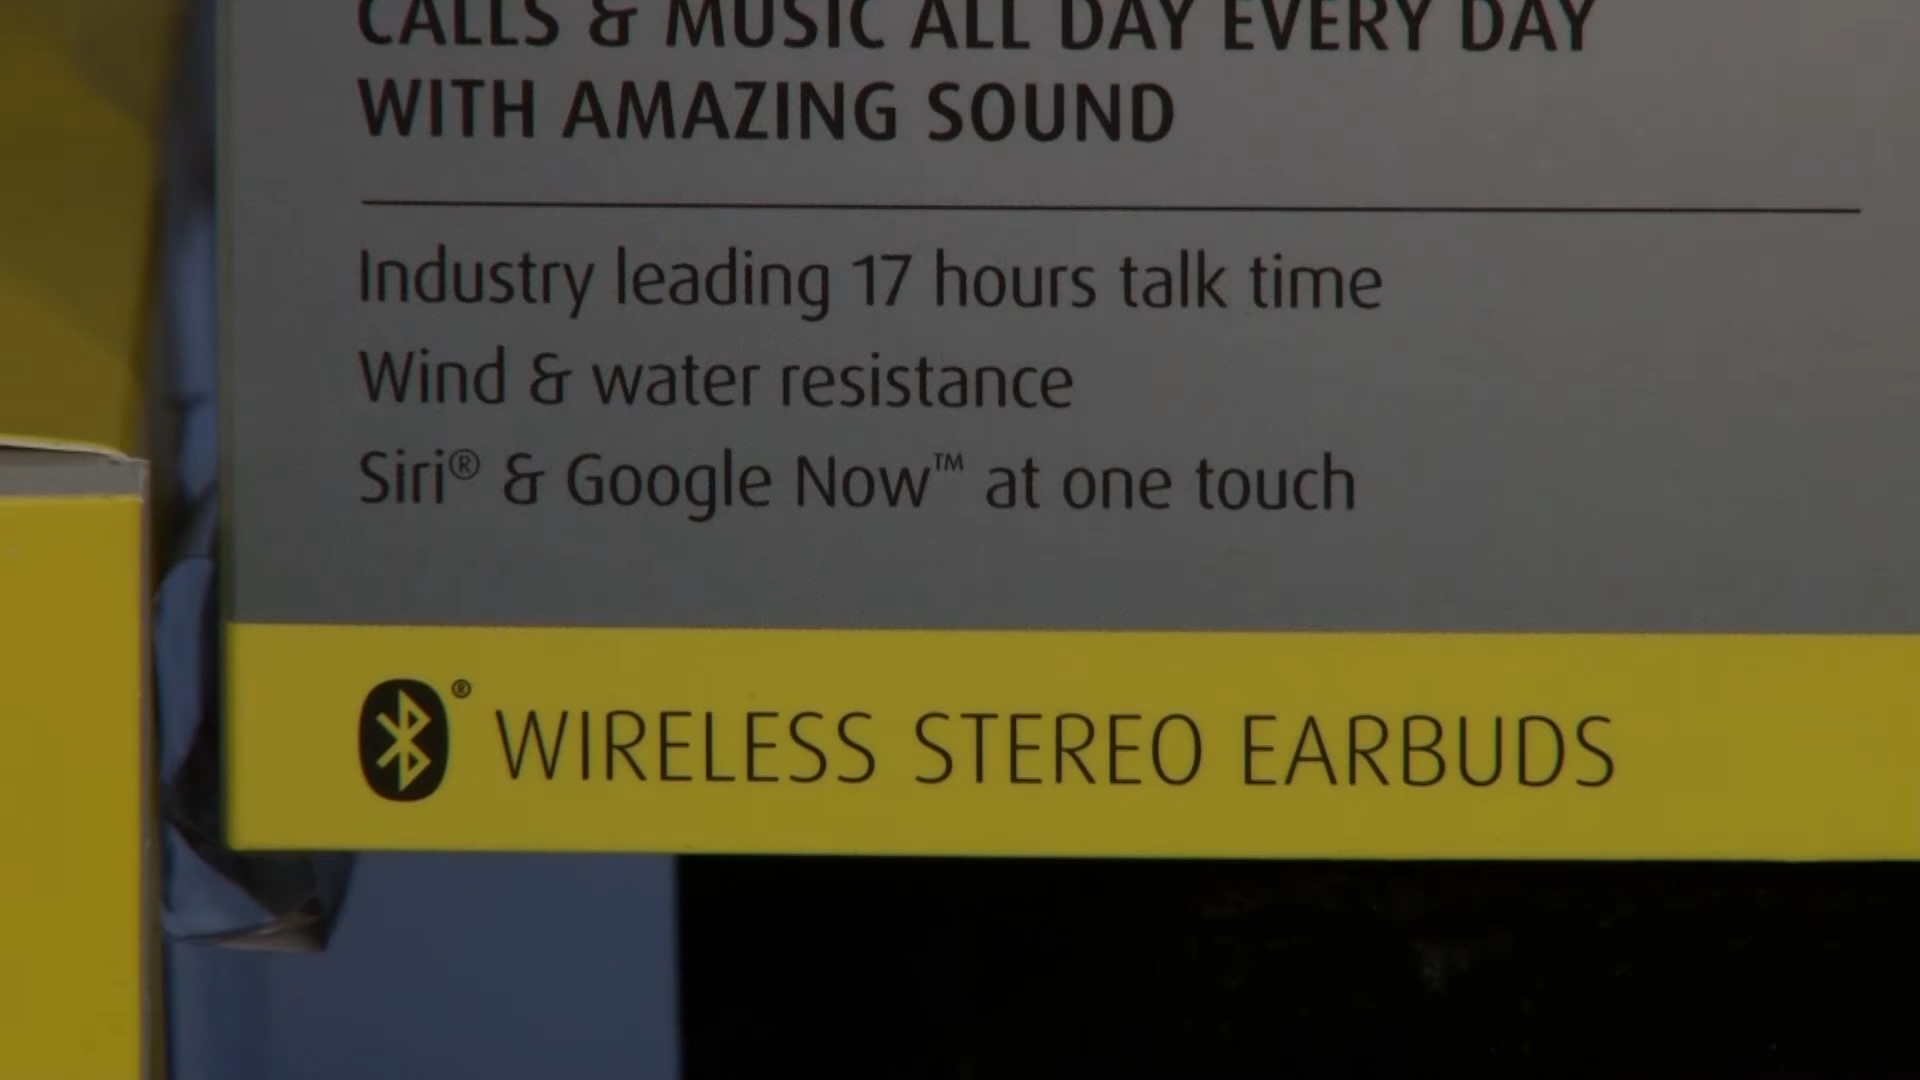 CALLS & MUSIC ALL DAY EVERY DAY
WITH AMAZING SOUND
Industry leading 17 hours talk time
Wind & water resistance
Siri® & Google Now™ at one touch
® WIRELESS STEREO EARBUDS